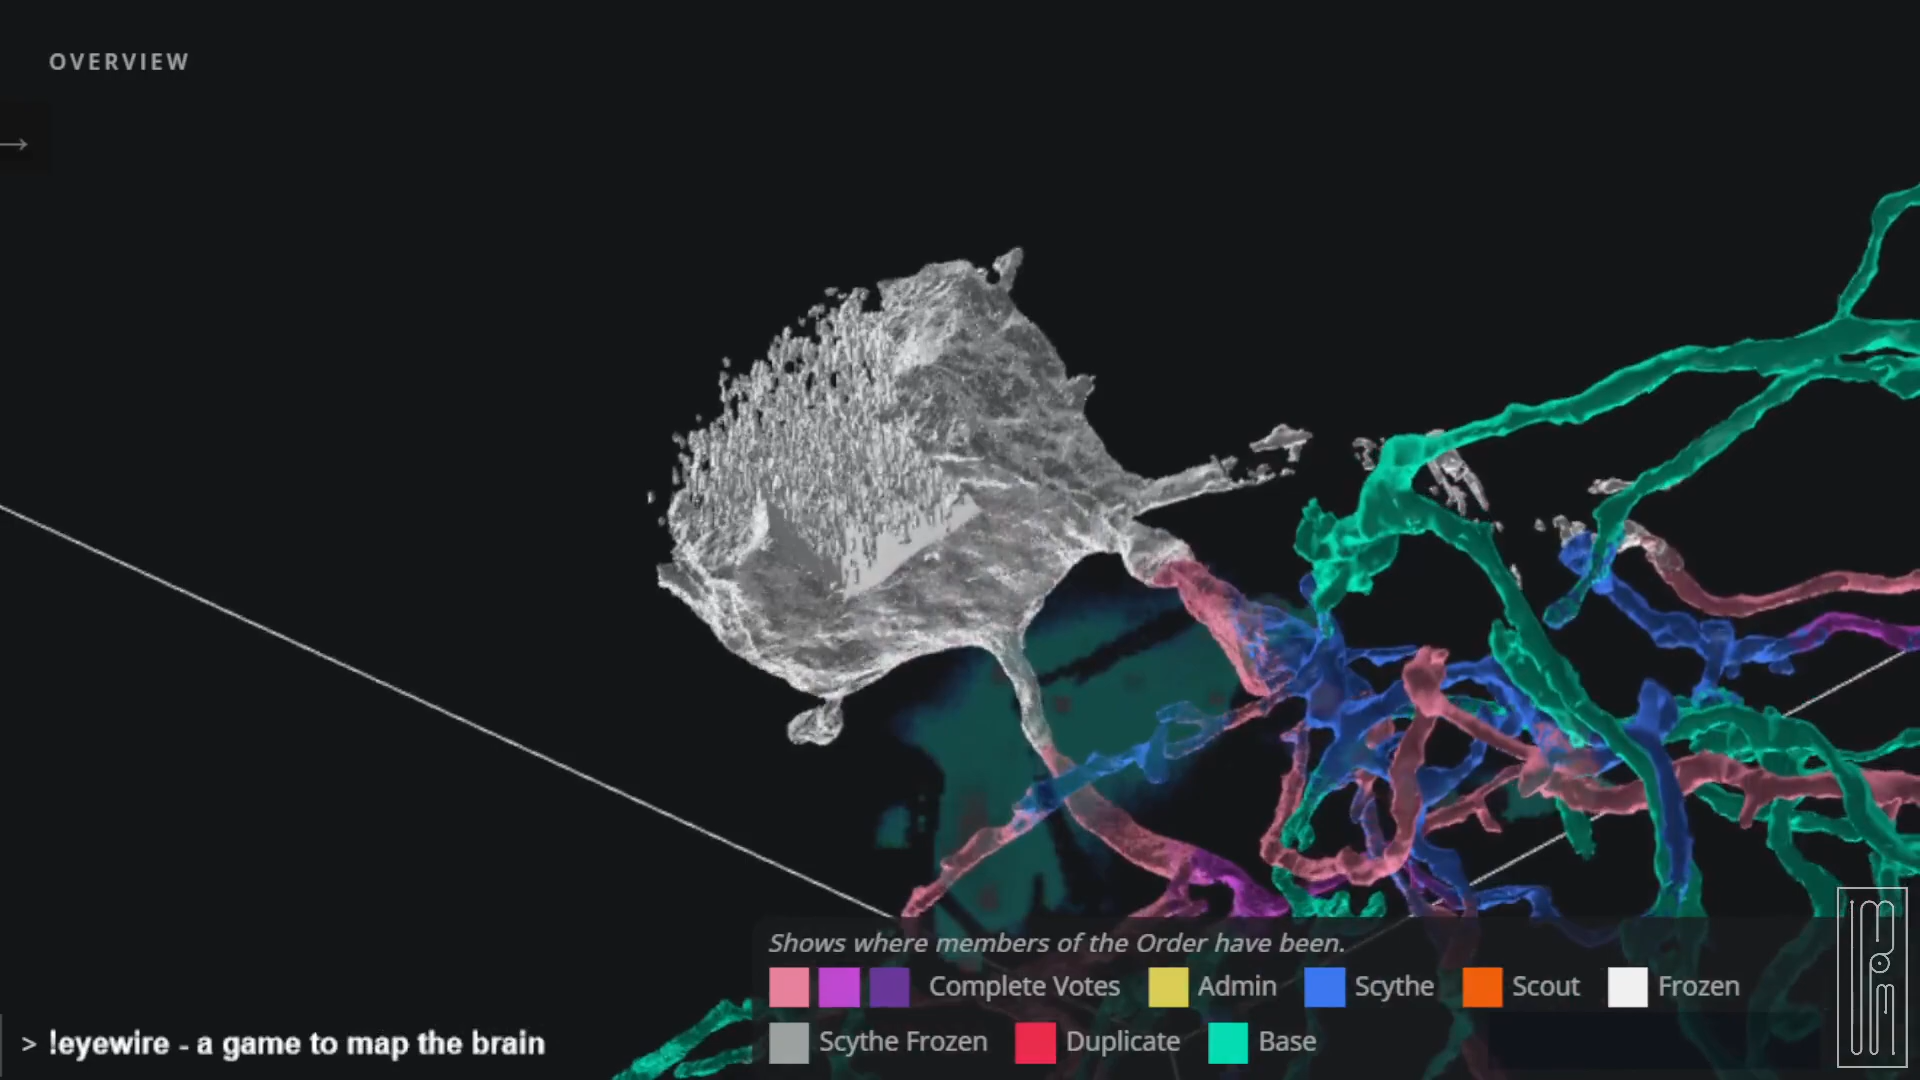 OVERVIEW
→
Shows where members of the Order have been.
Complete Votes Admin Scythe Scout Frozen
Scythe Frozen Duplicate Base
> !eyewire - a game to map the brain